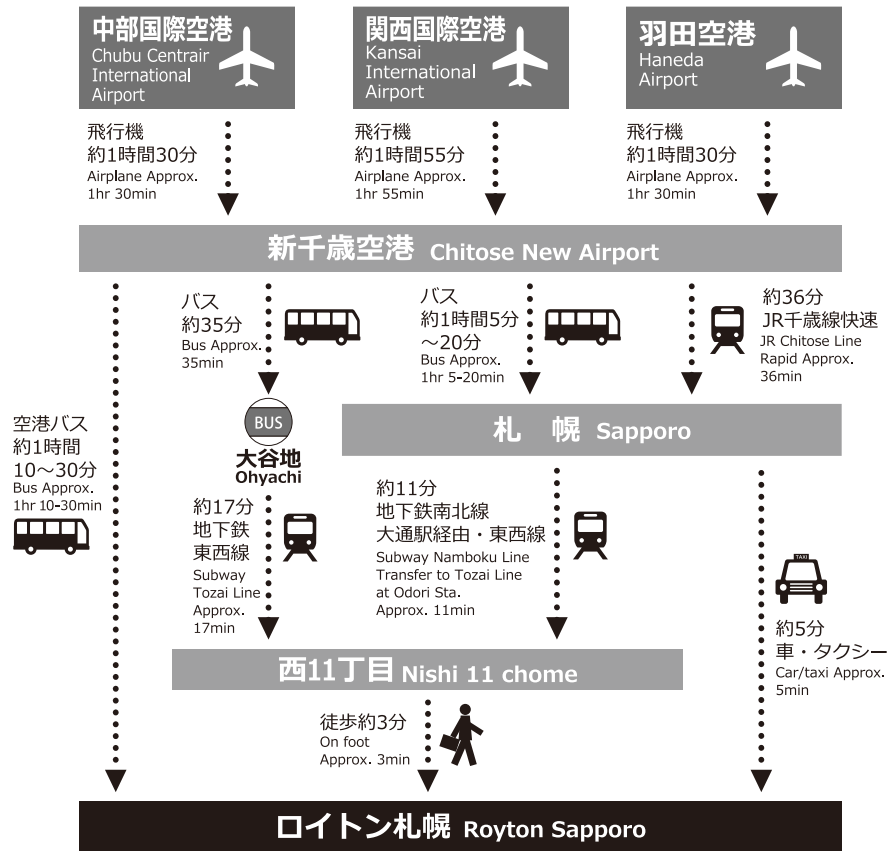 中部国際空港
Chubu Centrair
International
Airport
関西国際空港
Kansai
International
Airport
羽田空港
Haneda
Airport
飛行機
約1時間30分
Airplane Approx.
1hr 30min
飛行機
約1時間55分
Airplane Approx.
1hr 55min
飛行機
約1時間30分
Airplane Approx.
1hr 30min
新千歳空港 Chitose New Airport
バス
約35分
Bus Approx.
35min
バス
約1時間5分
～20分
Bus Approx.
1hr 5-20min
約36分
JR千歳線快速
JR Chitose Line
Rapid Approx.
36min
空港バス
約1時間
10～30分
Bus Approx.
1hr 10-30min
BUS
大谷地
Ohyachi
札 幌 Sapporo
約17分
地下鉄
東西線
Subway
Tozai Line
Approx.
17min
約11分
地下鉄南北線
大通駅経由・東西線
Subway Namboku Line
Transfer to Tozai Line
at Odori Sta.
Approx. 11min
TAXI
約5分
車・タクシー
Car/taxi Approx.
5min
西11丁目 Nishi 11 chome
徒歩約3分
On foot
Approx. 3min
ロイトン札幌 Royton Sapporo